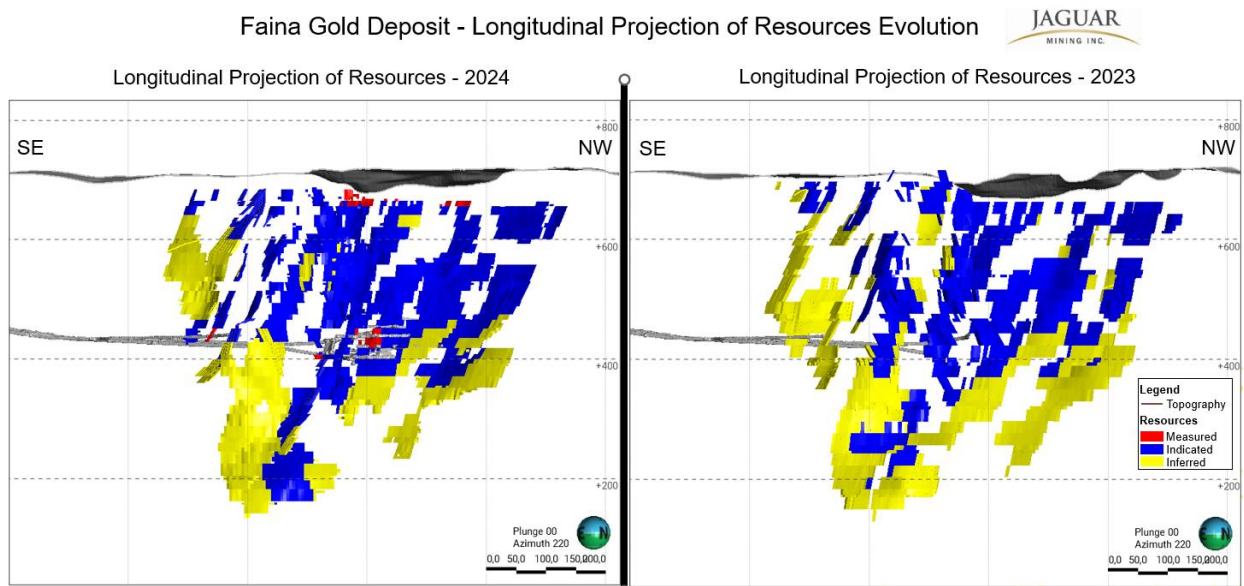 Faina Gold Deposit - Longitudinal Projection of Resources Evolution
JAGUAR
MINING INC.
Longitudinal Projection of Resources - 2024
SE
NW
+800
+600
+400
+200
Plunge 00
Azimuth 220
E N
0,0 50,0 100,0 150,0 200,0
Longitudinal Projection of Resources - 2023
SE
NW
+800
+600
+400
+200
Legend
Topography
Resources
Measured
Indicated
Inferred
Plunge 00
Azimuth 220
E N
0,0 50,0 100,0 150,0 200,0